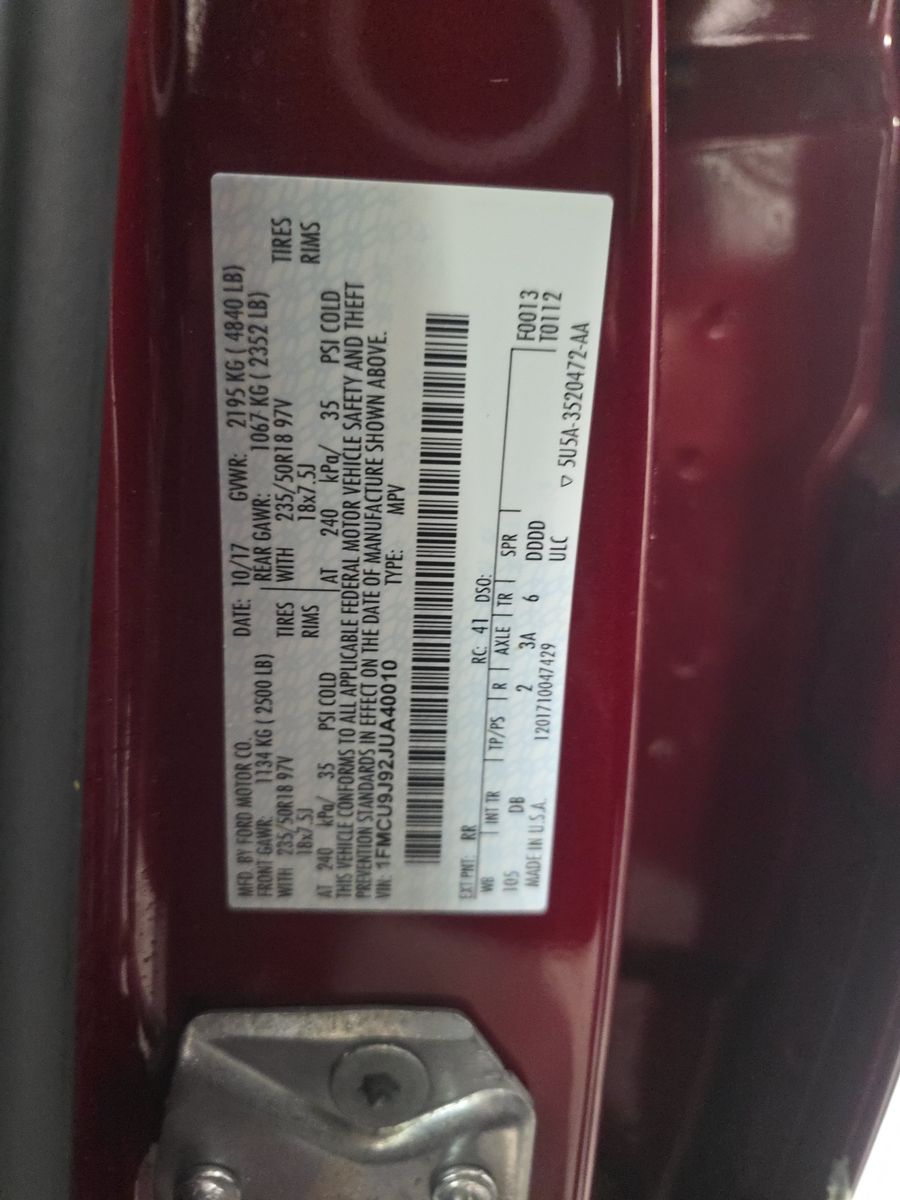 MFD. BY FORD MOTOR CO.
DATE: 10/17 GVWR: 2195 KG ( 4840 LB)
FRONT GAWR: 1134 KG ( 2500 LB) REAR GAWR: 1067 KG ( 2352 LB)
WITH 235/50R18 97V TIRES WITH 235/50R18 97V TIRES
18x7.5J RIMS 18x7.5J RIMS
AT 240 kPa/ 35 PSI COLD AT 240 kPa/ 35 PSI COLD
THIS VEHICLE CONFORMS TO ALL APPLICABLE FEDERAL MOTOR VEHICLE SAFETY AND THEFT
PREVENTION STANDARDS IN EFFECT ON THE DATE OF MANUFACTURE SHOWN ABOVE.
VIN: 1FMCU9J92JUA40010 TYPE: MPV
EXT PNT: RR RC: 41 DSO:
WB INT TR TP/PS R AXLE TR SPR F0013
105 DB 2 3A 6 DDDD T0112
MADE IN U.S.A. 1201710047429 ULC
▽ 5U5A-3520472-AA